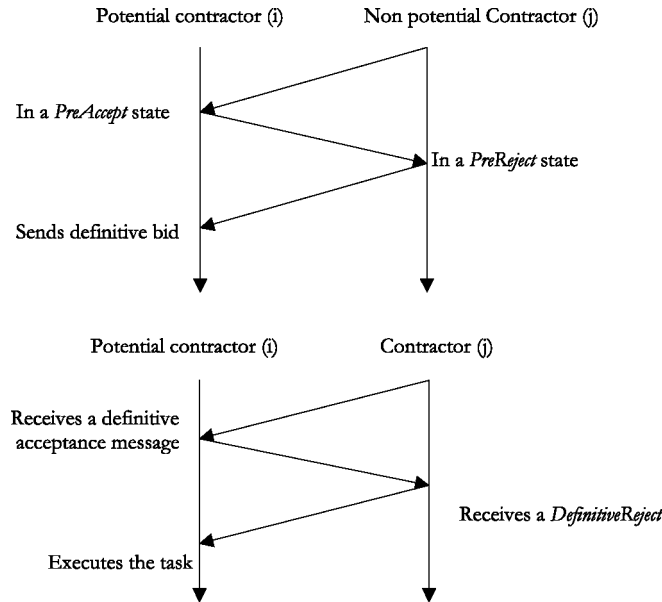 Potential contractor (i) Non potential Contractor (j)
In a PreAccept state
In a PreReject state
Sends definitive bid
Potential contractor (i) Contractor (j)
Receives a definitive
acceptance message
Receives a DefinitiveReject
Executes the task